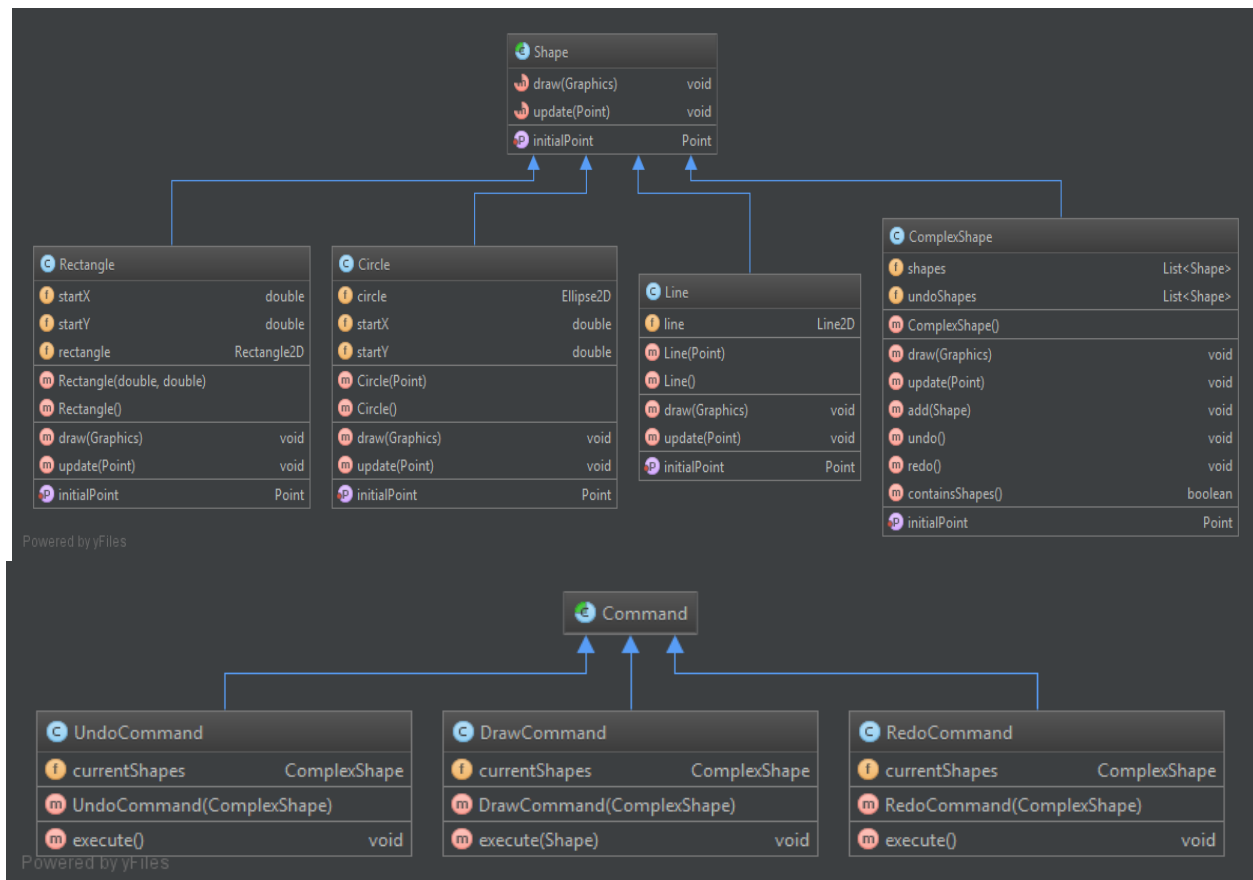 Shape
draw(Graphics) void
update(Point) void
initialPoint Point
Rectangle
startX double
startY double
rectangle Rectangle2D
Rectangle(double, double)
Rectangle()
draw(Graphics) void
update(Point) void
initialPoint Point
Circle
circle Ellipse2D
startX double
startY double
Circle(Point)
Circle()
draw(Graphics) void
update(Point) void
initialPoint Point
Line
line Line2D
Line(Point)
Line()
draw(Graphics) void
update(Point) void
initialPoint Point
ComplexShape
shapes List<Shape>
undoShapes List<Shape>
ComplexShape()
draw(Graphics) void
update(Point) void
add(Shape) void
undo() void
redo() void
containsShapes() boolean
initialPoint Point
Powered by yFiles
Command
UndoCommand
currentShapes ComplexShape
UndoCommand(ComplexShape)
execute() void
DrawCommand
currentShapes ComplexShape
DrawCommand(ComplexShape)
execute(Shape) void
RedoCommand
currentShapes ComplexShape
RedoCommand(ComplexShape)
execute() void
Powered by yFiles